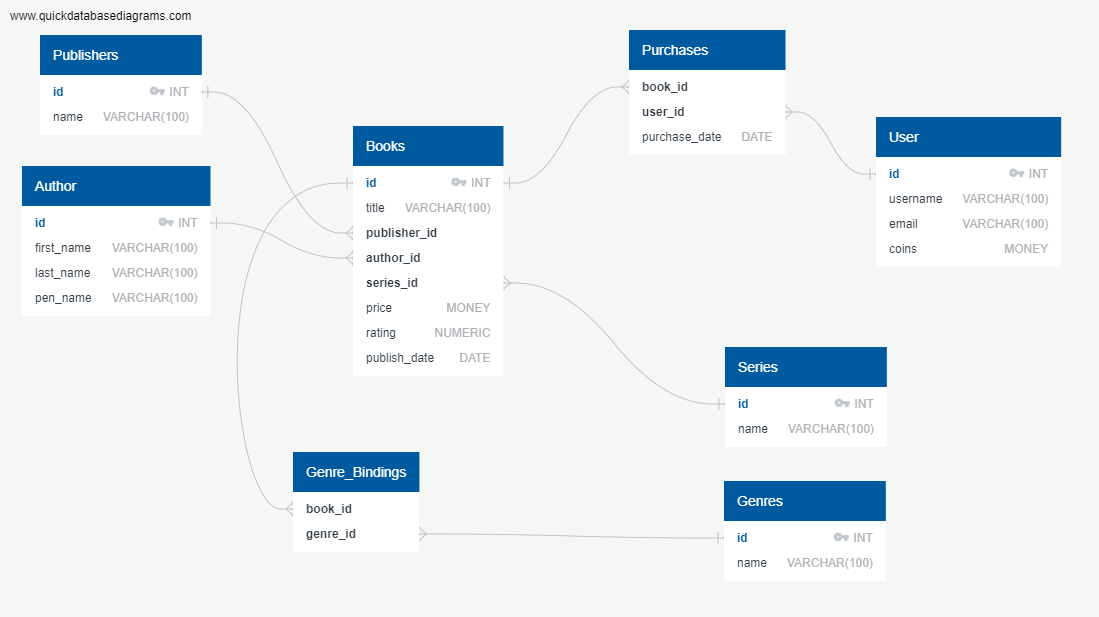 www.quickdatabasediagrams.com
Publishers
id INT
name VARCHAR(100)
Author
id INT
first_name VARCHAR(100)
last_name VARCHAR(100)
pen_name VARCHAR(100)
Books
id INT
title VARCHAR(100)
publisher_id
author_id
series_id
price MONEY
rating NUMERIC
publish_date DATE
Purchases
book_id
user_id
purchase_date DATE
User
id INT
username VARCHAR(100)
email VARCHAR(100)
coins MONEY
Series
id INT
name VARCHAR(100)
Genre_Bindings
book_id
genre_id
Genres
id INT
name VARCHAR(100)